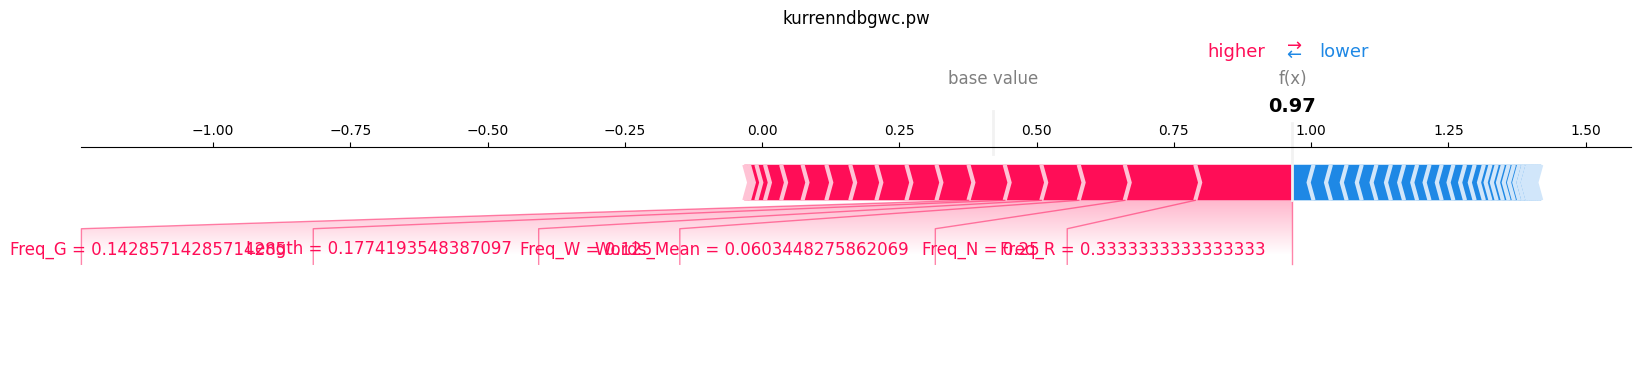 kurrenndbgwc.pw
higher → ← lower
base value f(x)
0.97
−1.00 −0.75 −0.50 −0.25 0.00 0.25 0.50 0.75 1.00 1.25 1.50
Freq_G = 0.14285714285714285 Length = 0.1774193548387097 Freq_W = 0.125 Words_Mean = 0.0603448275862069 Freq_N = 0.25 Freq_R = 0.3333333333333333